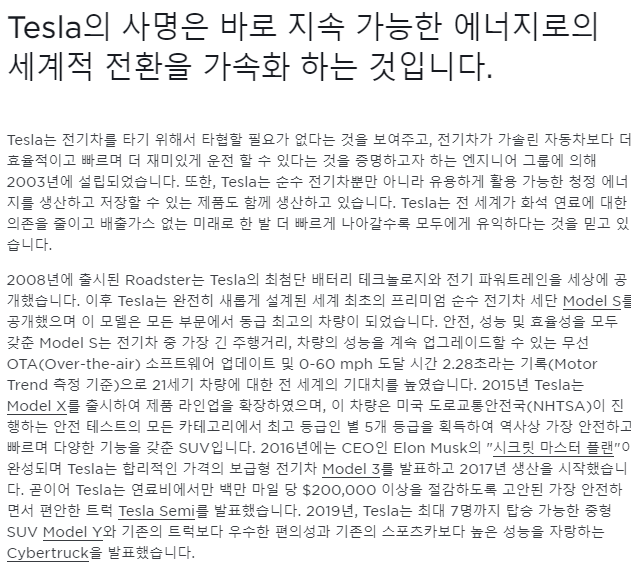 Tesla의 사명은 바로 지속 가능한 에너지로의
세계적 전환을 가속화 하는 것입니다.
Tesla는 전기차를 타기 위해서 타협할 필요가 없다는 것을 보여주고, 전기차가 가솔린 자동차보다 더
효율적이고 빠르며 더 재미있게 운전 할 수 있다는 것을 증명하고자 하는 엔지니어 그룹에 의해
2003년에 설립되었습니다. 또한, Tesla는 순수 전기차뿐만 아니라 유용하게 활용 가능한 청정 에너
지를 생산하고 저장할 수 있는 제품도 함께 생산하고 있습니다. Tesla는 전 세계가 화석 연료에 대한
의존을 줄이고 배출가스 없는 미래로 한 발 더 빠르게 나아갈수록 모두에게 유익하다는 것을 믿고 있
습니다.
2008년에 출시된 Roadster는 Tesla의 최첨단 배터리 테크놀로지와 전기 파워트레인을 세상에 공
개했습니다. 이후 Tesla는 완전히 새롭게 설계된 세계 최초의 프리미엄 순수 전기차 세단 Model S를
공개했으며 이 모델은 모든 부문에서 동급 최고의 차량이 되었습니다. 안전, 성능 및 효율성을 모두
갖춘 Model S는 전기차 중 가장 긴 주행거리, 차량의 성능을 계속 업그레이드할 수 있는 무선
OTA(Over-the-air) 소프트웨어 업데이트 및 0-60 mph 도달 시간 2.28초라는 기록(Motor
Trend 측정 기준)으로 21세기 차량에 대한 전 세계의 기대치를 높였습니다. 2015년 Tesla는
Model X를 출시하여 제품 라인업을 확장하였으며, 이 차량은 미국 도로교통안전국(NHTSA)이 진
행하는 안전 테스트의 모든 카테고리에서 최고 등급인 별 5개 등급을 획득하여 역사상 가장 안전하고
빠르며 다양한 기능을 갖춘 SUV입니다. 2016년에는 CEO인 Elon Musk의 "시크릿 마스터 플랜"이
완성되며 Tesla는 합리적인 가격의 보급형 전기차 Model 3를 발표하고 2017년 생산을 시작했습니
다. 곧이어 Tesla는 연료비에서만 백만 마일 당 $200,000 이상을 절감하도록 고안된 가장 안전하
면서 편안한 트럭 Tesla Semi를 발표했습니다. 2019년, Tesla는 최대 7명까지 탑승 가능한 중형
SUV Model Y와 기존의 트럭보다 우수한 편의성과 기존의 스포츠카보다 높은 성능을 자랑하는
Cybertruck을 발표했습니다.